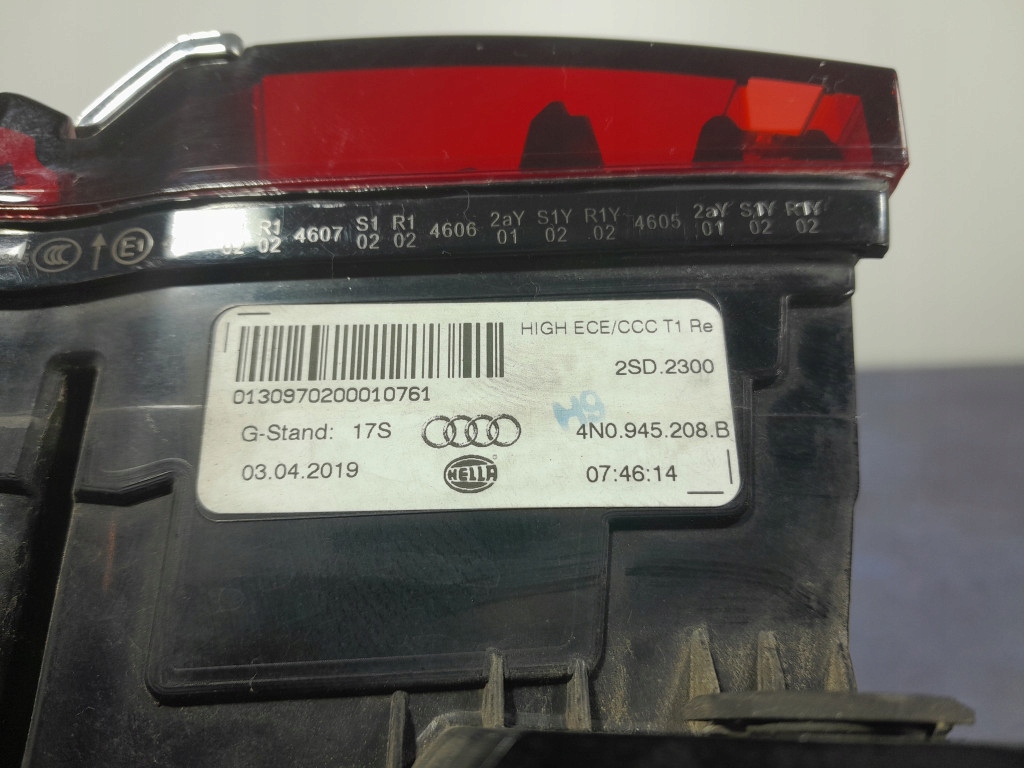 CCC E1 R1 02 4607 S1 02 R1 02 4606 2aY 01 S1Y 02 R1Y 02 4605 2aY 01 S1Y 02 R1Y 02
HIGH ECE/CCC T1 Re
2SD.2300
0130970200010761
H9
G-Stand: 17S
4N0.945.208.B
03.04.2019
HELLA
07:46:14